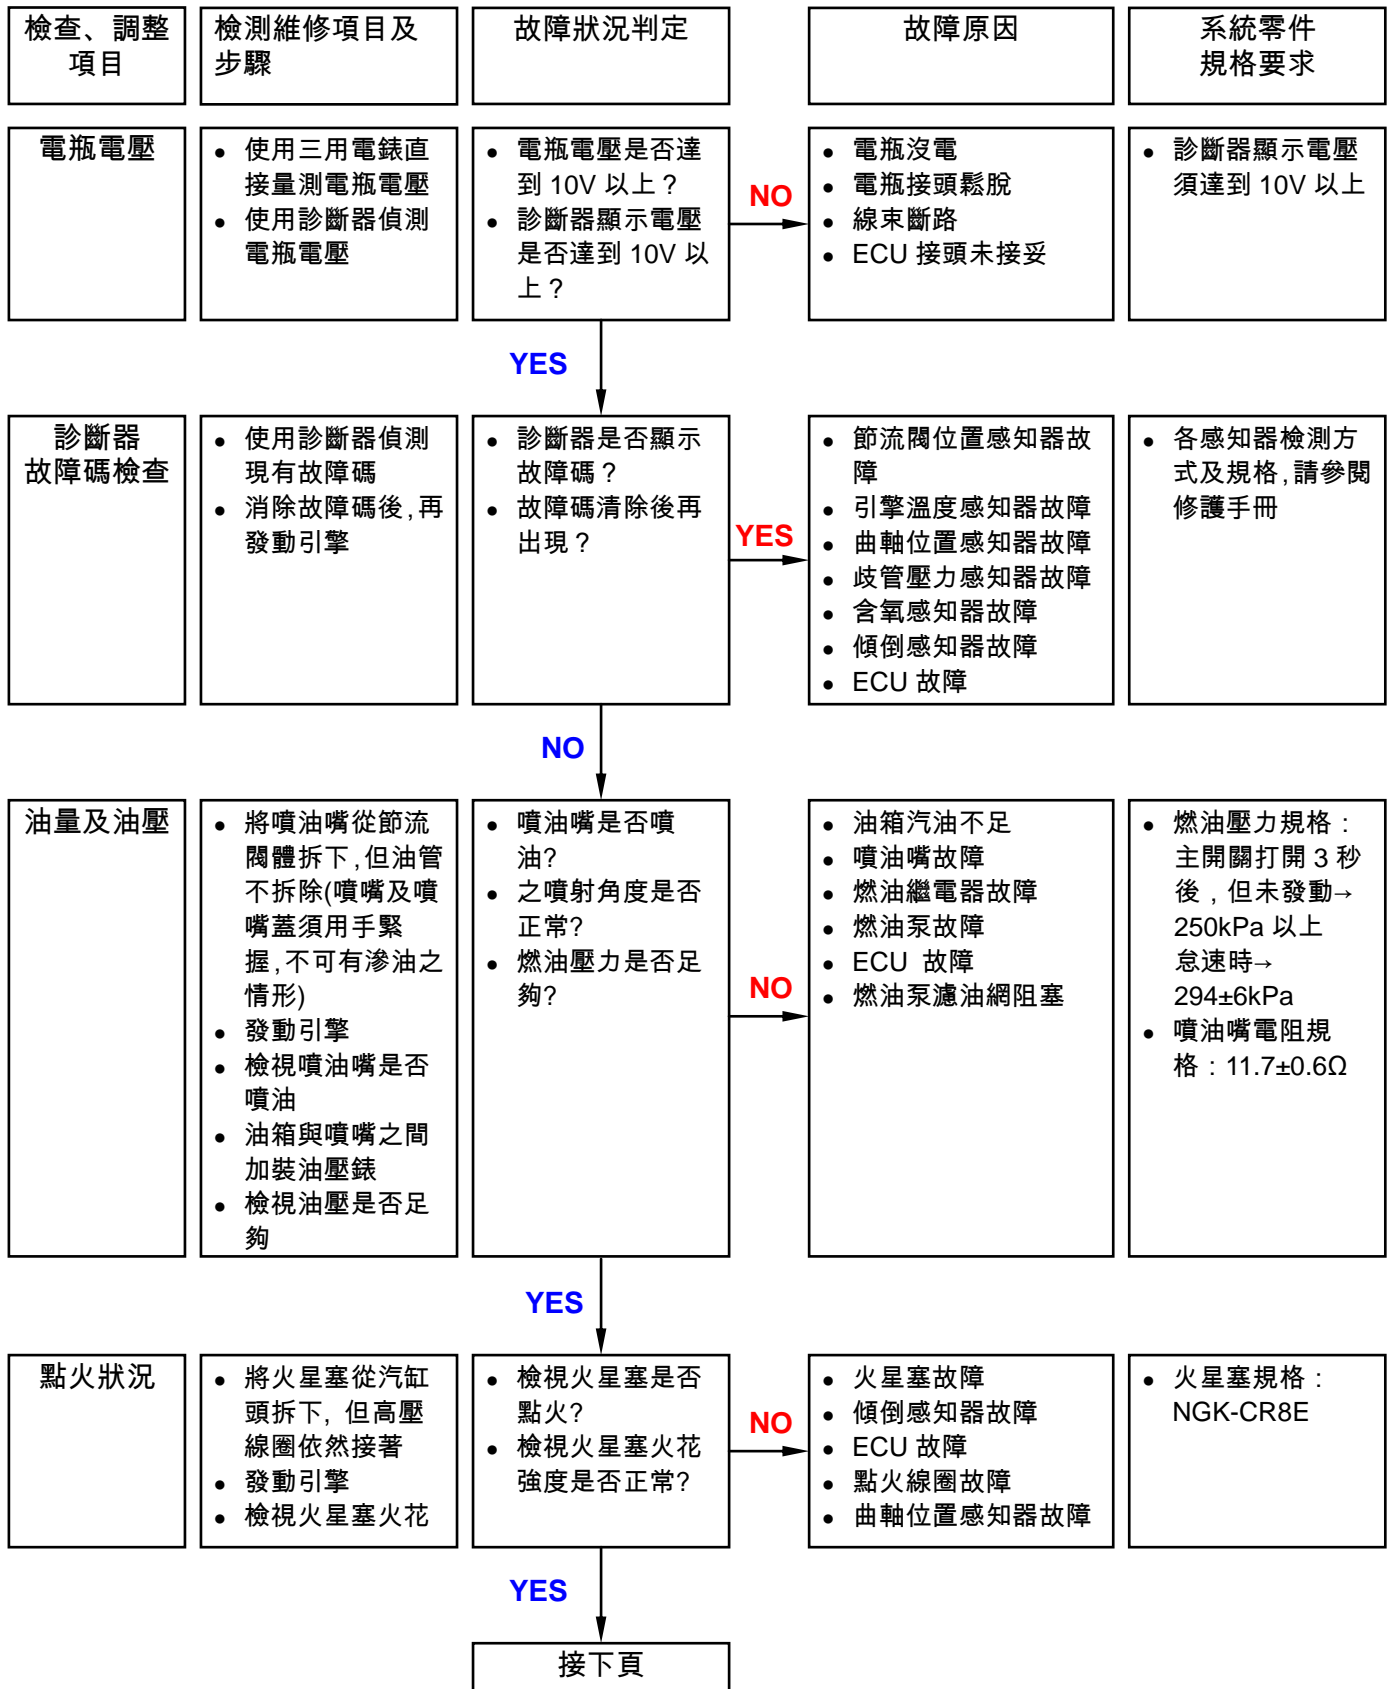 檢查、調整
項目
檢測維修項目及
步驟
故障狀況判定
故障原因
系統零件
規格要求
電瓶電壓
● 使用三用電錶直
接量測電瓶電壓
● 使用診斷器偵測
電瓶電壓
● 電瓶電壓是否達
到 10V 以上？
● 診斷器顯示電壓
是否達到 10V 以
上？
NO
● 電瓶沒電
● 電瓶接頭鬆脫
● 線束斷路
● ECU 接頭未接妥
● 診斷器顯示電壓
須達到 10V 以上
YES
診斷器
故障碼檢查
● 使用診斷器偵測
現有故障碼
● 消除故障碼後,再
發動引擎
● 診斷器是否顯示
故障碼？
● 故障碼清除後再
出現？
YES
● 節流閥位置感知器故
障
● 引擎溫度感知器故障
● 曲軸位置感知器故障
● 歧管壓力感知器故障
● 含氧感知器故障
● 傾倒感知器故障
● ECU 故障
● 各感知器檢測方
式及規格,請參閱
修護手冊
NO
油量及油壓
● 將噴油嘴從節流
閥體拆下,但油管
不拆除(噴嘴及噴
嘴蓋須用手緊
握,不可有滲油之
情形)
● 發動引擎
● 檢視噴油嘴是否
噴油
● 油箱與噴嘴之間
加裝油壓錶
● 檢視油壓是否足
夠
● 噴油嘴是否噴
油?
● 之噴射角度是否
正常?
● 燃油壓力是否足
夠?
NO
● 油箱汽油不足
● 噴油嘴故障
● 燃油繼電器故障
● 燃油泵故障
● ECU 故障
● 燃油泵濾油網阻塞
● 燃油壓力規格：
主開關打開 3 秒
後，但未發動→
250kPa 以上
怠速時→
294±6kPa
● 噴油嘴電阻規
格：11.7±0.6Ω
YES
點火狀況
● 將火星塞從汽缸
頭拆下, 但高壓
線圈依然接著
● 發動引擎
● 檢視火星塞火花
● 檢視火星塞是否
點火?
● 檢視火星塞火花
強度是否正常?
NO
● 火星塞故障
● 傾倒感知器故障
● ECU 故障
● 點火線圈故障
● 曲軸位置感知器故障
● 火星塞規格：
NGK-CR8E
YES
接下頁